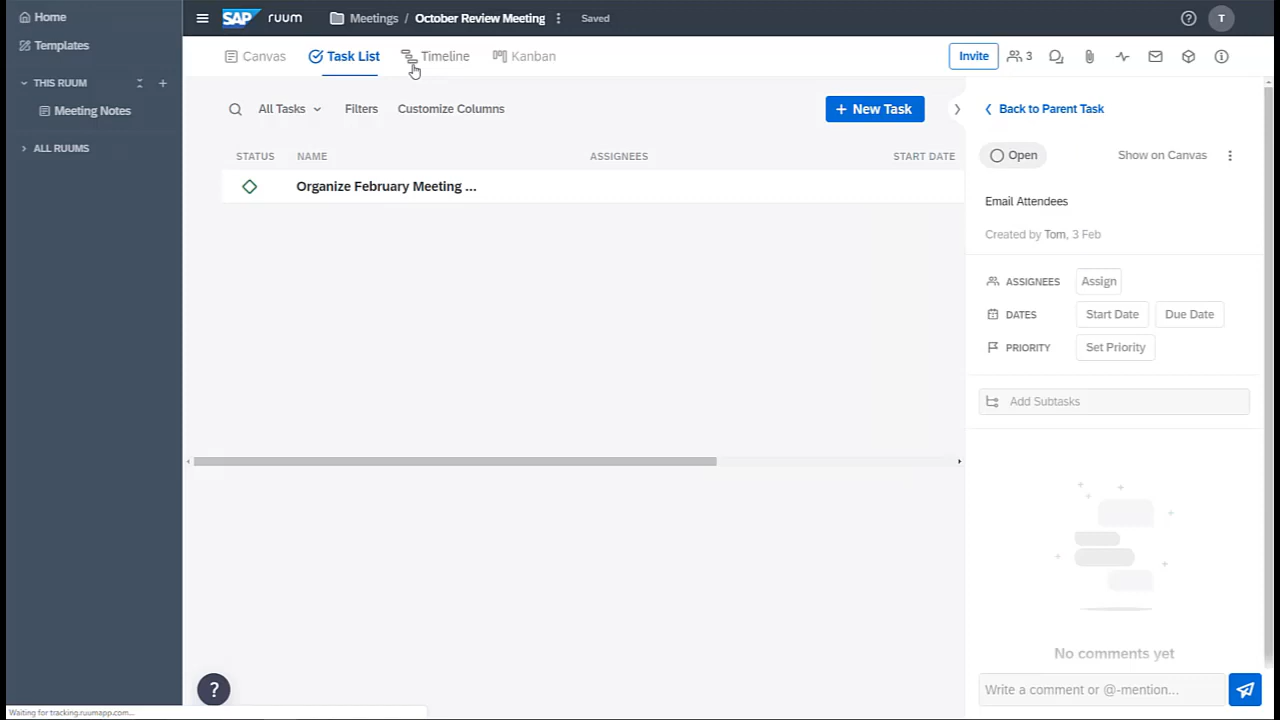 Home
Templates
THIS RUUM
Meeting Notes
ALL RUUMS
SAP ruum
Meetings / October Review Meeting
Saved
T
Canvas
Task List
Timeline
Kanban
Invite
3
All Tasks
Filters
Customize Columns
+ New Task
Back to Parent Task
STATUS NAME ASSIGNEES START DATE
Organize February Meeting ...
Open
Show on Canvas
Email Attendees
Created by Tom, 3 Feb
ASSIGNEES Assign
DATES Start Date Due Date
PRIORITY Set Priority
Add Subtasks
No comments yet
Write a comment or @-mention...
?
Waiting for tracking.ruumapp.com...